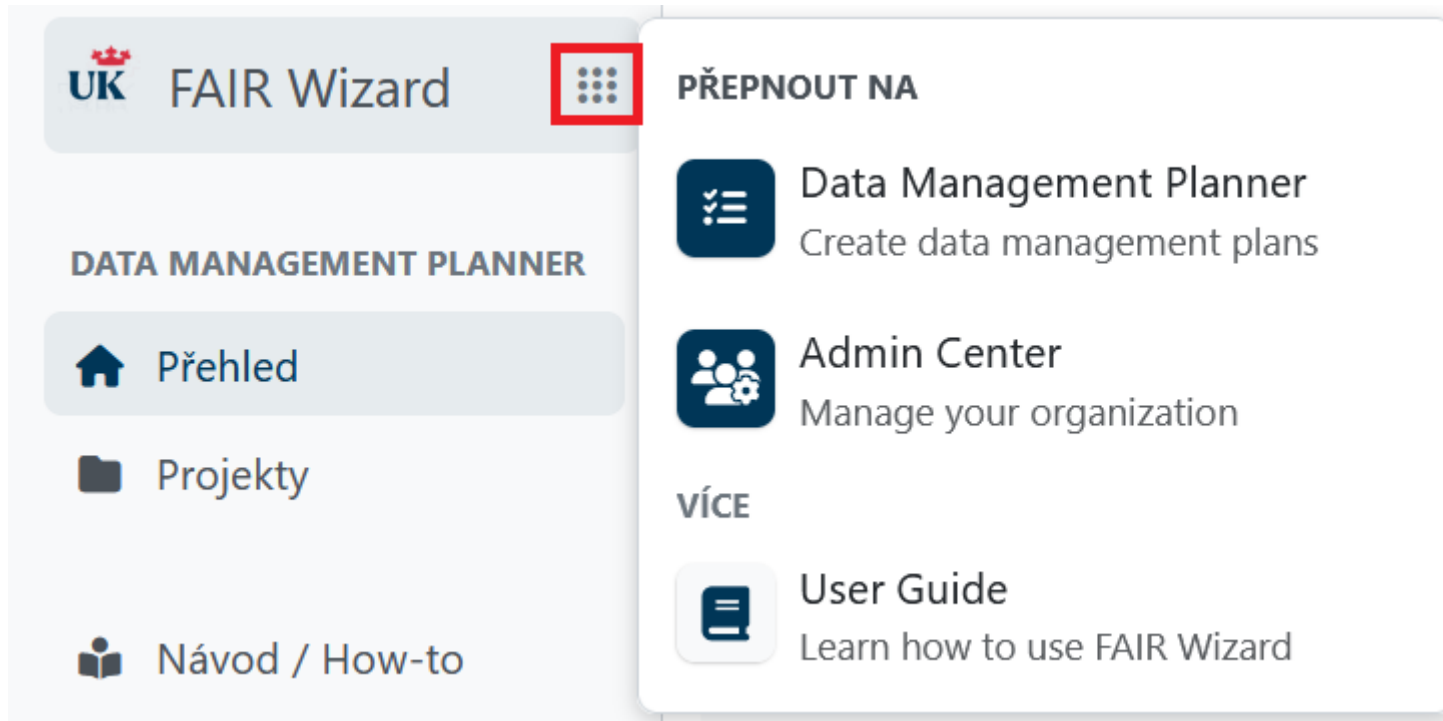 UK FAIR Wizard
DATA MANAGEMENT PLANNER
Přehled
Projekty
Návod / How-to
PŘEPNOUT NA
Data Management Planner
Create data management plans
Admin Center
Manage your organization
VÍCE
User Guide
Learn how to use FAIR Wizard